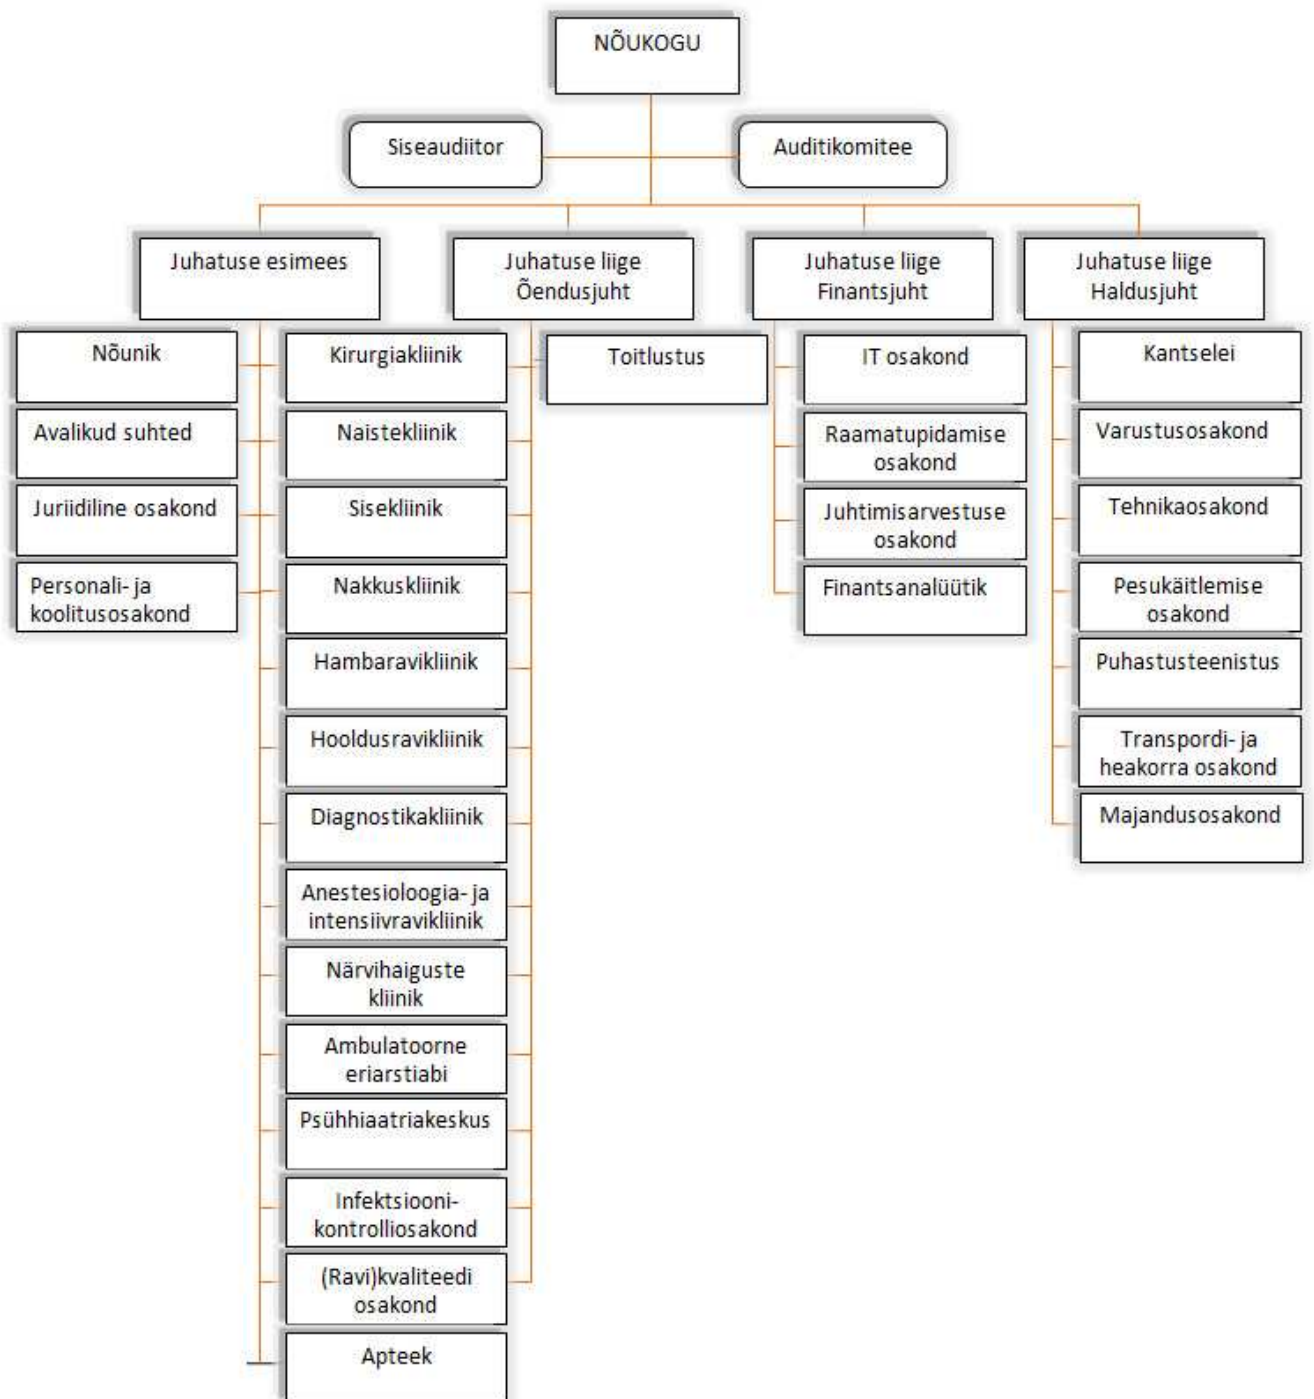 NÕUKOGU
Siseaudiitor
Auditikomitee
Juhatuse esimees
Juhatuse liige
Õendusjuht
Juhatuse liige
Finantsjuht
Juhatuse liige
Haldusjuht
Nõunik
Avalikud suhted
Juriidiline osakond
Personali- ja
koolitusosakond
Kirurgiakliinik
Naistekliinik
Sisekliinik
Nakkuskliinik
Hambaravikliinik
Hooldusravikliinik
Diagnostikakliinik
Anestesioloogia- ja
intensiivravikliinik
Närvihaiguste
kliinik
Ambulatoorne
eriarstiabi
Psühhiaatriakeskus
Infektsiooni-
kontrolliosakond
(Ravi)kvaliteedi
osakond
Apteek
Toitlustus
IT osakond
Raamatupidamise
osakond
Juhtimisarvestuse
osakond
Finantsanalüütik
Kantselei
Varustusosakond
Tehnikaosakond
Pesukäitlemise
osakond
Puhastusteenistus
Transpordi- ja
heakorra osakond
Majandusosakond